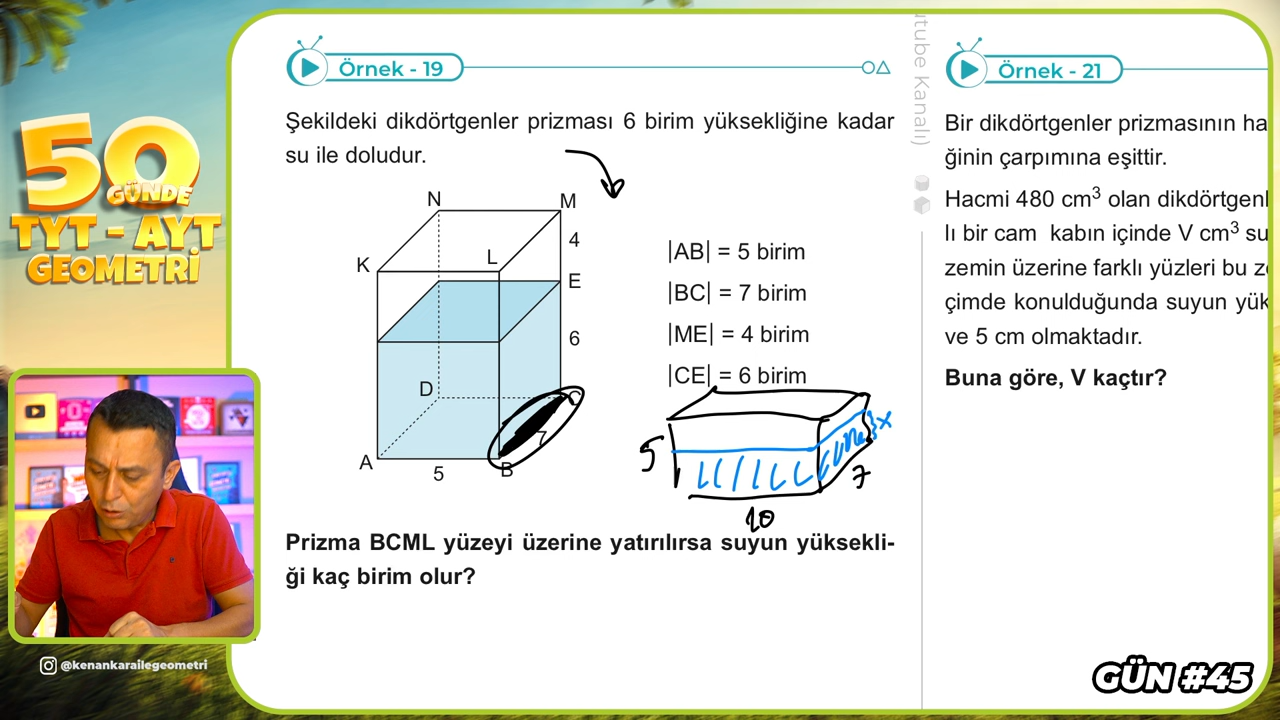 50
GÜNDE
TYT - AYT
GEOMETRİ
@kenankarailegeometri
Örnek - 19
Şekildeki dikdörtgenler prizması 6 birim yüksekliğine kadar
su ile doludur.
N
M
4
K
L
E
6
D
C
7
A
B
5
|AB| = 5 birim
|BC| = 7 birim
|ME| = 4 birim
|CE| = 6 birim
5
x
7
10
Prizma BCML yüzeyi üzerine yatırılırsa suyun yüksekli-
ği kaç birim olur?
utube Kanalı)
Örnek - 21
Bir dikdörtgenler prizmasının ha
ğinin çarpımına eşittir.
Hacmi 480 cm³ olan dikdörtgenl
lı bir cam kabın içinde V cm³ su
zemin üzerine farklı yüzleri bu ze
çimde konulduğunda suyun yük
ve 5 cm olmaktadır.
Buna göre, V kaçtır?
GÜN #45